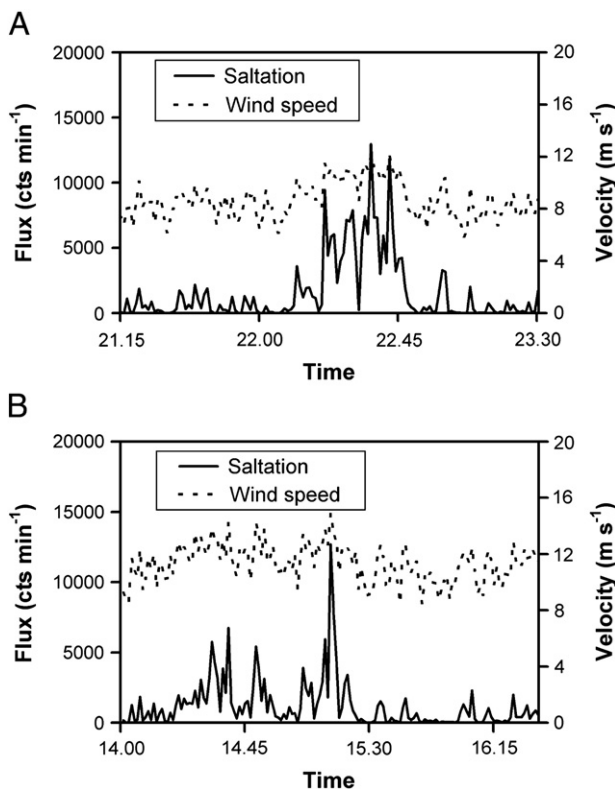 A
Saltation
Wind speed
20000
15000
10000
5000
0
Flux (cts min⁻¹)
20
16
12
8
4
0
Velocity (m s⁻¹)
21.15
22.00
22.45
23.30
Time
B
Saltation
Wind speed
20000
15000
10000
5000
0
Flux (cts min⁻¹)
20
16
12
8
4
0
Velocity (m s⁻¹)
14.00
14.45
15.30
16.15
Time